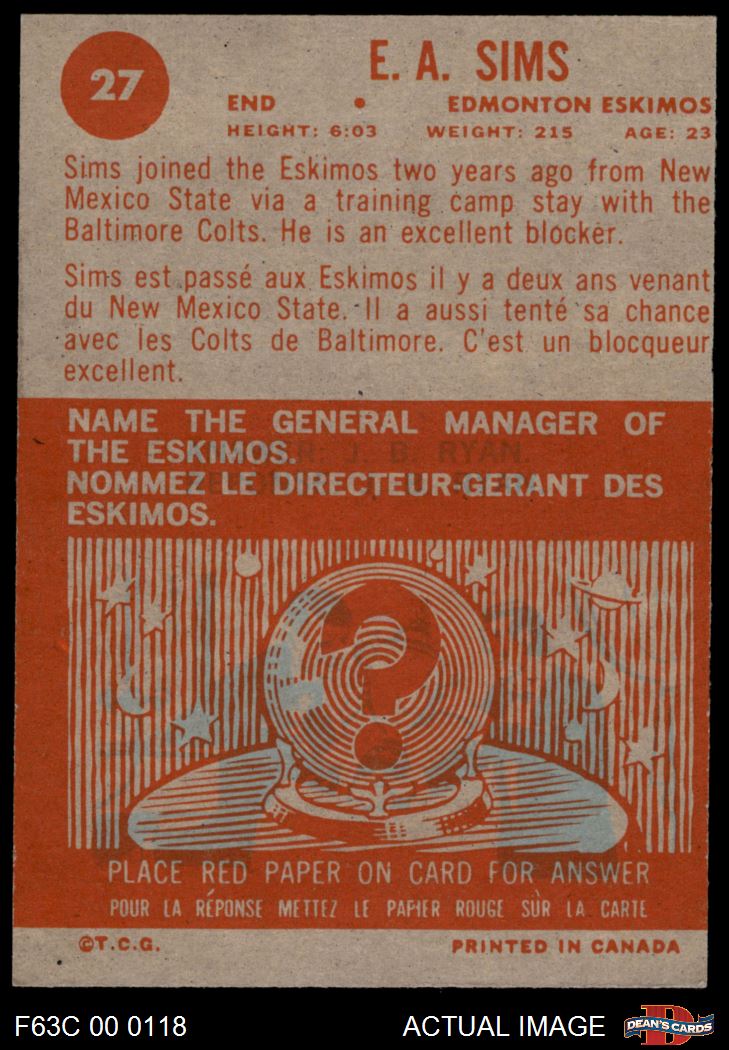 27
E. A. SIMS
END • EDMONTON ESKIMOS
HEIGHT: 6:03 WEIGHT: 215 AGE: 23
Sims joined the Eskimos two years ago from New
Mexico State via a training camp stay with the
Baltimore Colts. He is an excellent blocker.
Sims est passé aux Eskimos il y a deux ans venant
du New Mexico State. Il a aussi tenté sa chance
avec les Colts de Baltimore. C'est un blocqueur
excellent.
NAME THE GENERAL MANAGER OF
THE ESKIMOS.
J. B. RYAN.
NOMMEZ LE DIRECTEUR-GERANT DES
ESKIMOS.
?
PLACE RED PAPER ON CARD FOR ANSWER
POUR LA RÉPONSE METTEZ LE PAPIER ROUGE SÙR LA CARTE
©T.C.G. PRINTED IN CANADA
F63C 00 0118 ACTUAL IMAGE DEAN'S CARDS